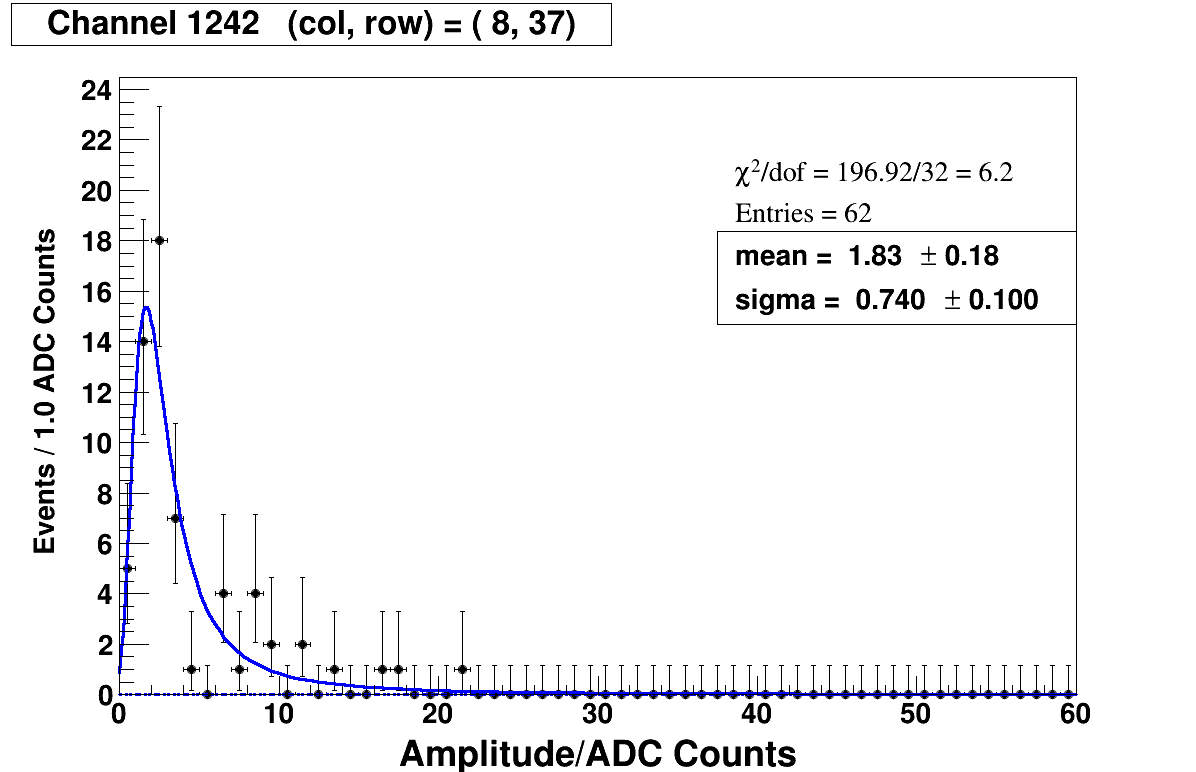 Channel 1242 (col, row) = ( 8, 37)
χ²/dof = 196.92/32 = 6.2
Entries = 62
mean = 1.83 ± 0.18
sigma = 0.740 ± 0.100
Events / 1.0 ADC Counts
24
22
20
18
16
14
12
10
8
6
4
2
0
0 10 20 30 40 50 60
Amplitude/ADC Counts